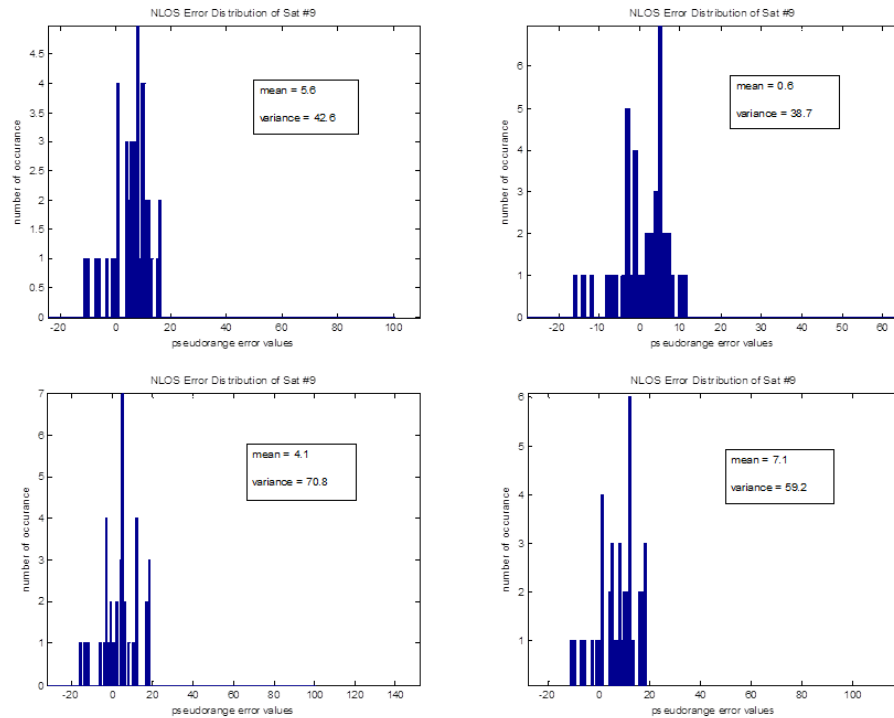 NLOS Error Distribution of Sat #9
number of occurance
4.5
4
3.5
3
2.5
2
1.5
1
0.5
0
mean = 5.6
variance = 42.6
-20 0 20 40 60 80 100
pseudorange error values
NLOS Error Distribution of Sat #9
number of occurance
6
5
4
3
2
1
0
mean = 0.6
variance = 38.7
-20 -10 0 10 20 30 40 50 60
pseudorange error values
NLOS Error Distribution of Sat #9
number of occurance
7
6
5
4
3
2
1
0
mean = 4.1
variance = 70.8
-20 0 20 40 60 80 100 120 140
pseudorange error values
NLOS Error Distribution of Sat #9
number of occurance
6
5
4
3
2
1
mean = 7.1
variance = 59.2
-20 0 20 40 60 80 100
pseudorange error values